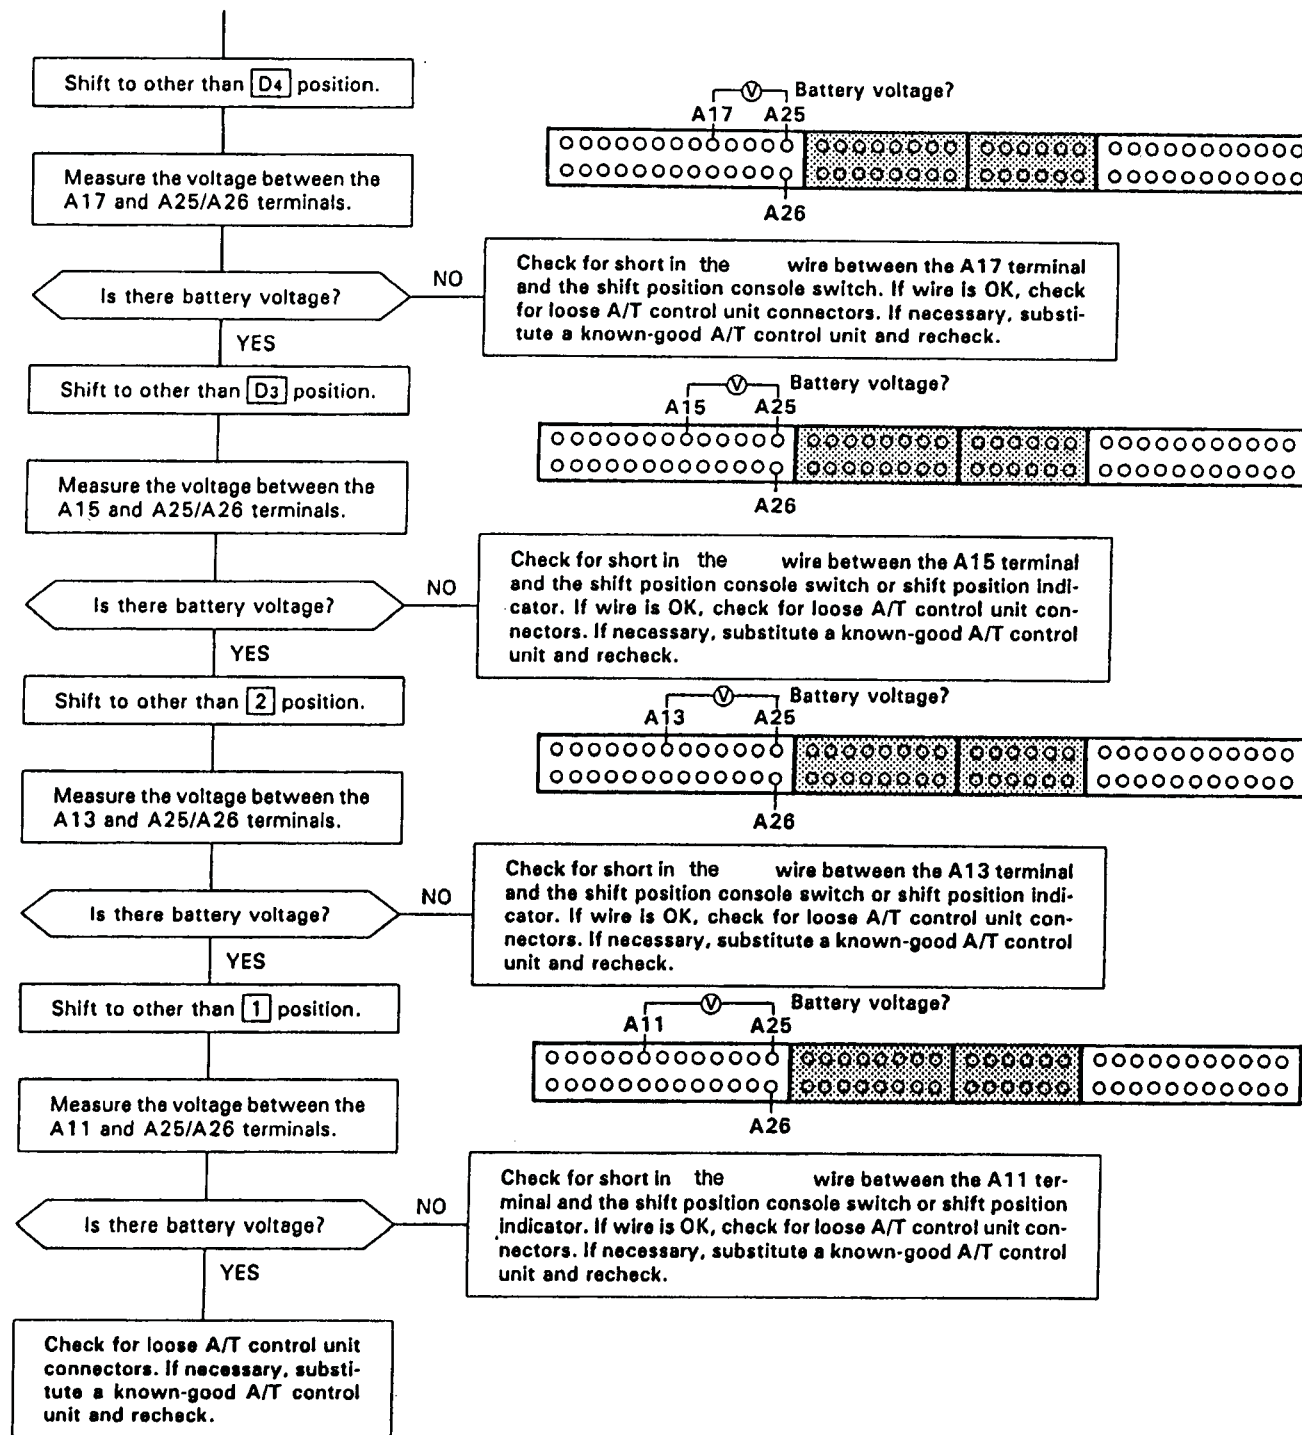 Shift to other than D4 position.
Battery voltage?
V
A17 A25
Measure the voltage between the
A17 and A25/A26 terminals.
A26
Is there battery voltage?
NO
Check for short in the wire between the A17 terminal
and the shift position console switch. If wire is OK, check
for loose A/T control unit connectors. If necessary, substi-
tute a known-good A/T control unit and recheck.
YES
Shift to other than D3 position.
Battery voltage?
V
A15 A25
Measure the voltage between the
A15 and A25/A26 terminals.
A26
Is there battery voltage?
NO
Check for short in the wire between the A15 terminal
and the shift position console switch or shift position indi-
cator. If wire is OK, check for loose A/T control unit con-
nectors. If necessary, substitute a known-good A/T control
unit and recheck.
YES
Shift to other than 2 position.
Battery voltage?
V
A13 A25
Measure the voltage between the
A13 and A25/A26 terminals.
A26
Is there battery voltage?
NO
Check for short in the wire between the A13 terminal
and the shift position console switch or shift position indi-
cator. If wire is OK, check for loose A/T control unit con-
nectors. If necessary, substitute a known-good A/T control
unit and recheck.
YES
Shift to other than 1 position.
Battery voltage?
V
A11 A25
Measure the voltage between the
A11 and A25/A26 terminals.
A26
Is there battery voltage?
NO
Check for short in the wire between the A11 ter-
minal and the shift position console switch or shift position
indicator. If wire is OK, check for loose A/T control unit con-
nectors. If necessary, substitute a known-good A/T control
unit and recheck.
YES
Check for loose A/T control unit
connectors. If necessary, substi-
tute a known-good A/T control
unit and recheck.